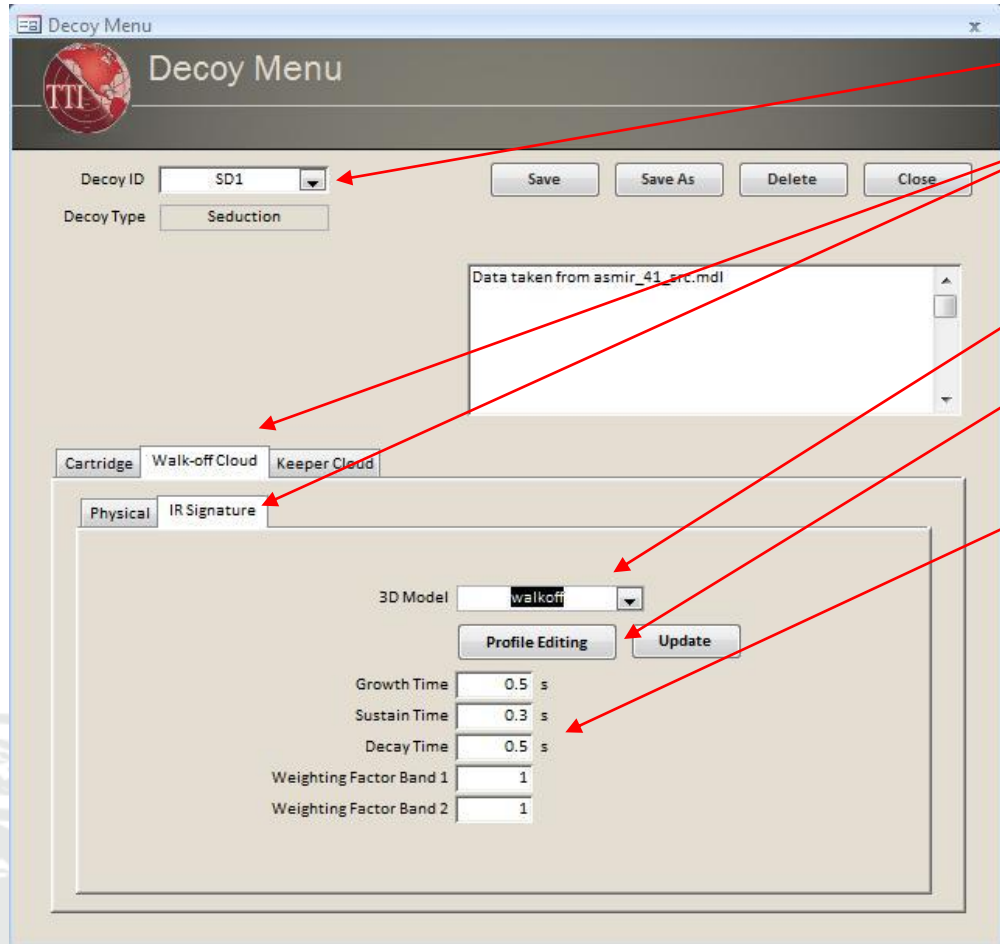 Decoy Menu
x
Decoy Menu
TTI
Decoy ID SD1 Save Save As Delete Close
Decoy Type Seduction
Data taken from asmir_41_src.mdl
Cartridge Walk-off Cloud Keeper Cloud
Physical IR Signature
3D Model walkoff
Profile Editing Update
Growth Time 0.5 s
Sustain Time 0.3 s
Decay Time 0.5 s
Weighting Factor Band 1 1
Weighting Factor Band 2 1